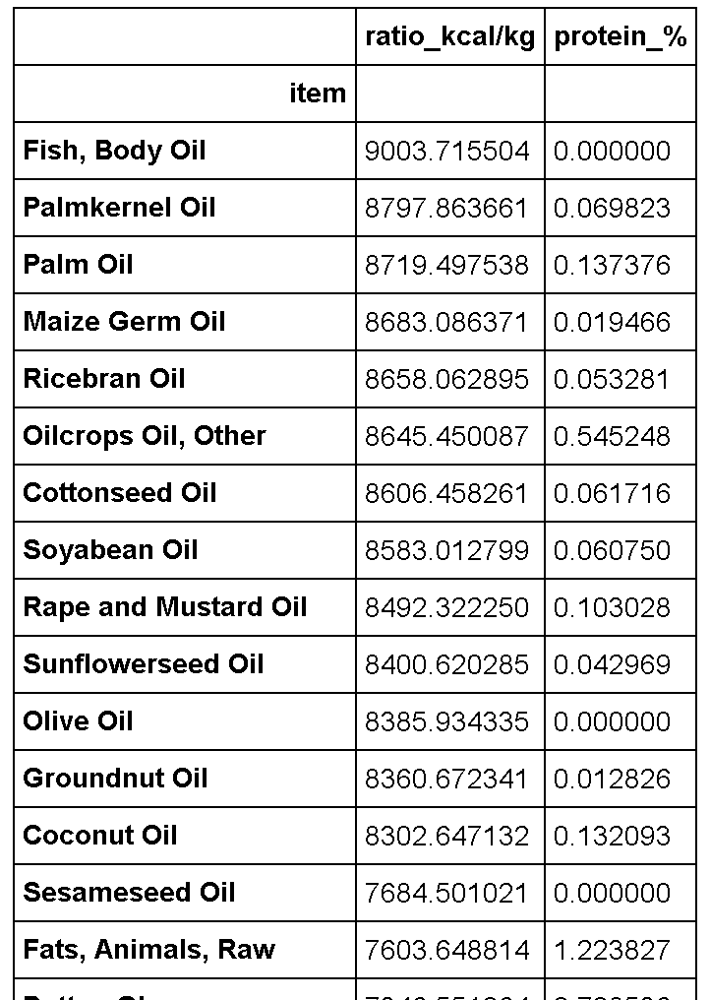 ratio_kcal/kg protein_%
item
Fish, Body Oil 9003.715504 0.000000
Palmkernel Oil 8797.863661 0.069823
Palm Oil 8719.497538 0.137376
Maize Germ Oil 8683.086371 0.019466
Ricebran Oil 8658.062895 0.053281
Oilcrops Oil, Other 8645.450087 0.545248
Cottonseed Oil 8606.458261 0.061716
Soyabean Oil 8583.012799 0.060750
Rape and Mustard Oil 8492.322250 0.103028
Sunflowerseed Oil 8400.620285 0.042969
Olive Oil 8385.934335 0.000000
Groundnut Oil 8360.672341 0.012826
Coconut Oil 8302.647132 0.132093
Sesameseed Oil 7684.501021 0.000000
Fats, Animals, Raw 7603.648814 1.223827